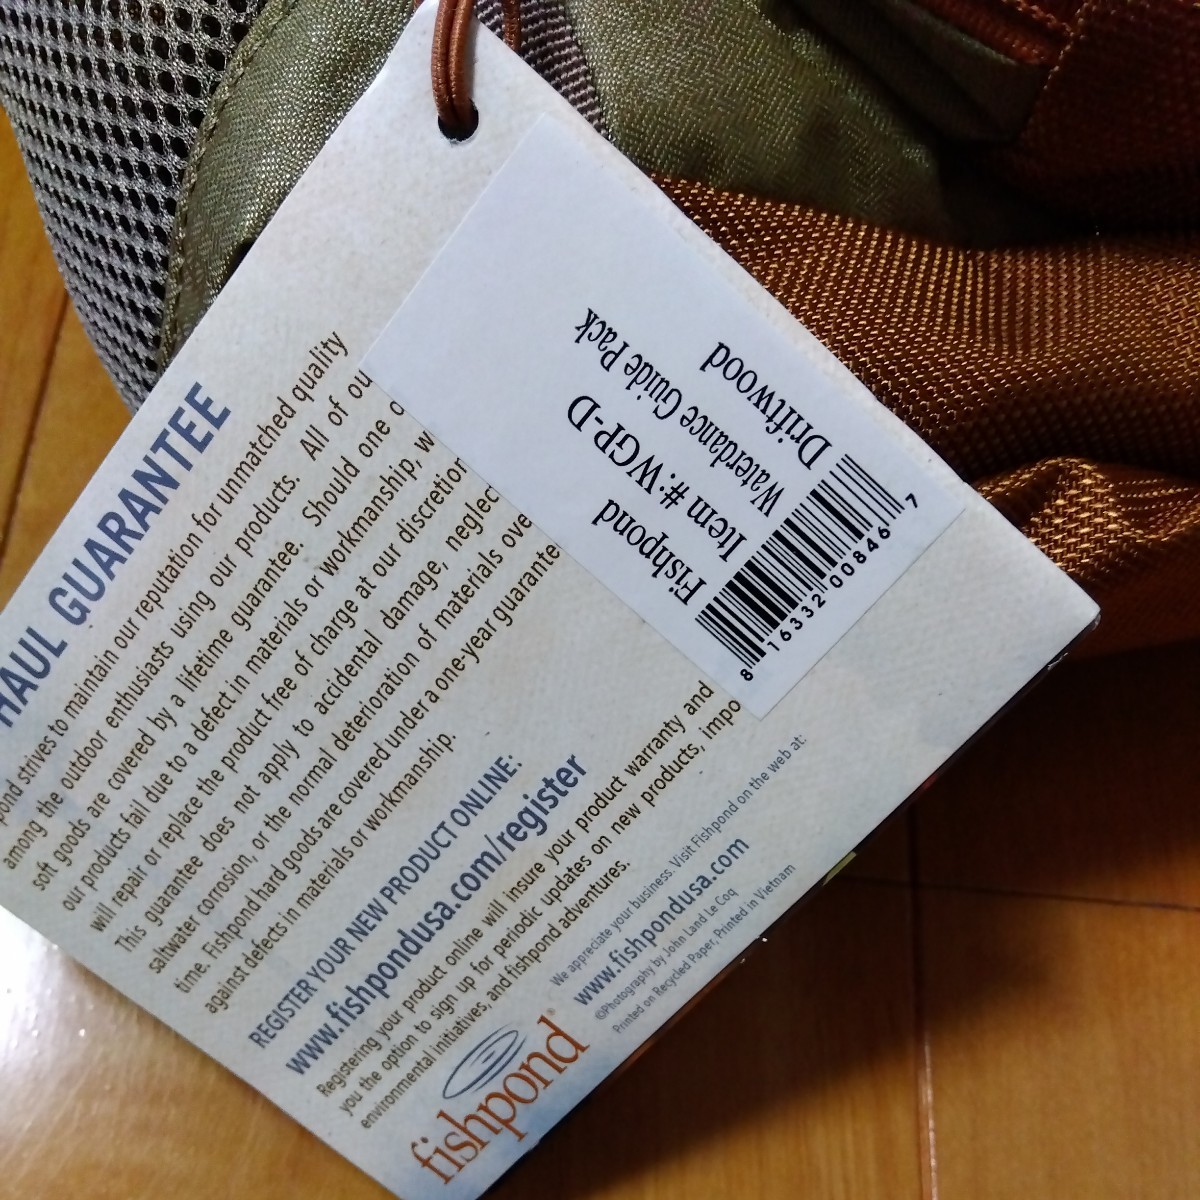 HAUL GUARANTEE
pond strives to maintain our reputation for unmatched quality
among the outdoor enthusiasts using our products. All of ou
soft goods are covered by a lifetime guarantee. Should one o
our products fail due to a defect in materials or workmanship, w
will repair or replace the product free of charge at our discretion
This guarantee does not apply to accidental damage, neglec
saltwater corrosion, or the normal deterioration of materials ove
time. Fishpond hard goods are covered under a one-year guarante
against defects in materials or workmanship.
REGISTER YOUR NEW PRODUCT ONLINE:
www.fishpondusa.com/register
Registering your product online will insure your product warranty and
you the option to sign up for periodic updates on new products, impo
environmental initiatives, and fishpond adventures.
fishpond
We appreciate your business. Visit Fishpond on the web at:
www.fishpondusa.com
©Photography by John Land Le Coq
Printed on Recycled Paper, Printed in Vietnam
Fishpond
Item #:WGP-D
Waterdance Guide Pack
Driftwood
8 16332 00846 7